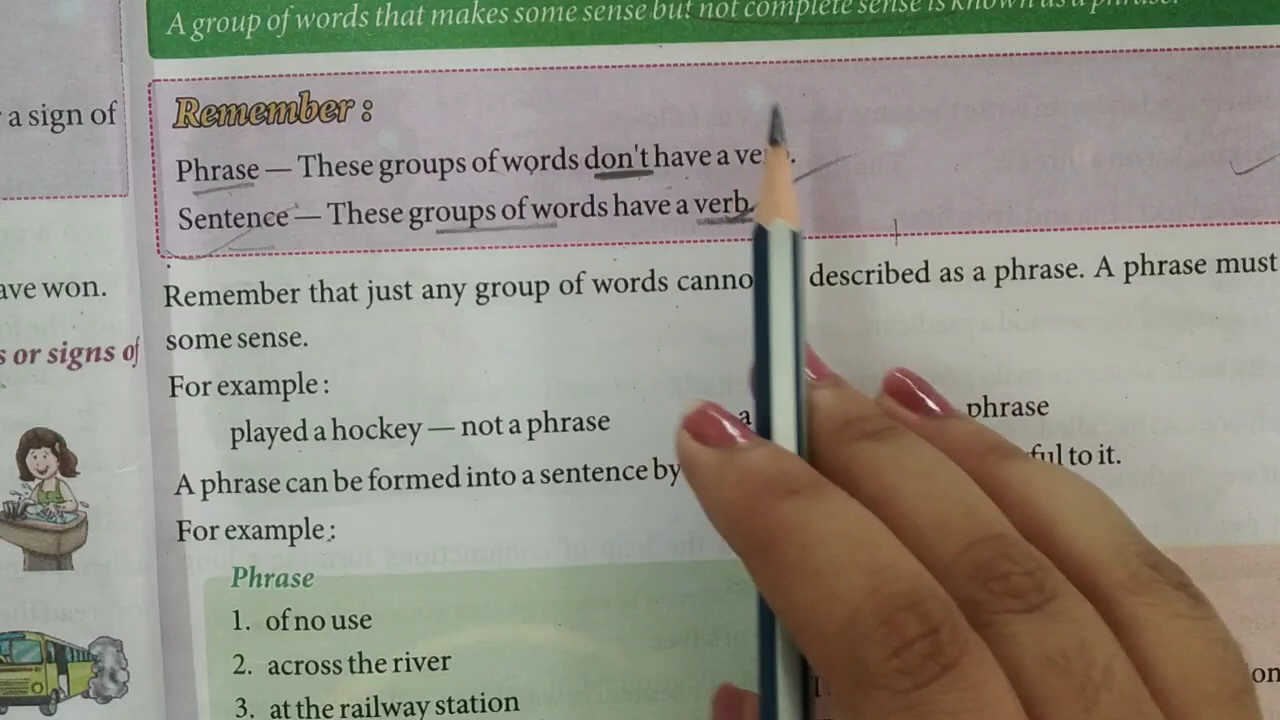 A group of words that makes some sense but not complete sense is known as a phrase.
a sign of
Remember :
Phrase — These groups of words don't have a
Sentence — These groups of words have a verb.
ave won.
Remember that just any group of words described as a phrase. A phrase must
s or signs of
some sense.
For example :
played a hockey — not a phrase a phrase
A phrase can be formed into a sentence by ful to it.
For example :
Phrase
1. of no use
2. across the river
3. at the railway station
on